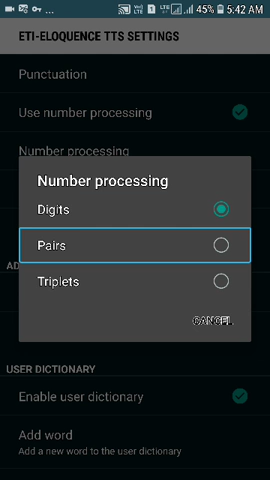 45% 5:42 AM
ETI-ELOQUENCE TTS SETTINGS
Punctuation
Use number processing
Number processing
Number processing
Digits
Pairs
Triplets
CANCEL
AD
USER DICTIONARY
Enable user dictionary
Add word
Add a new word to the user dictionary